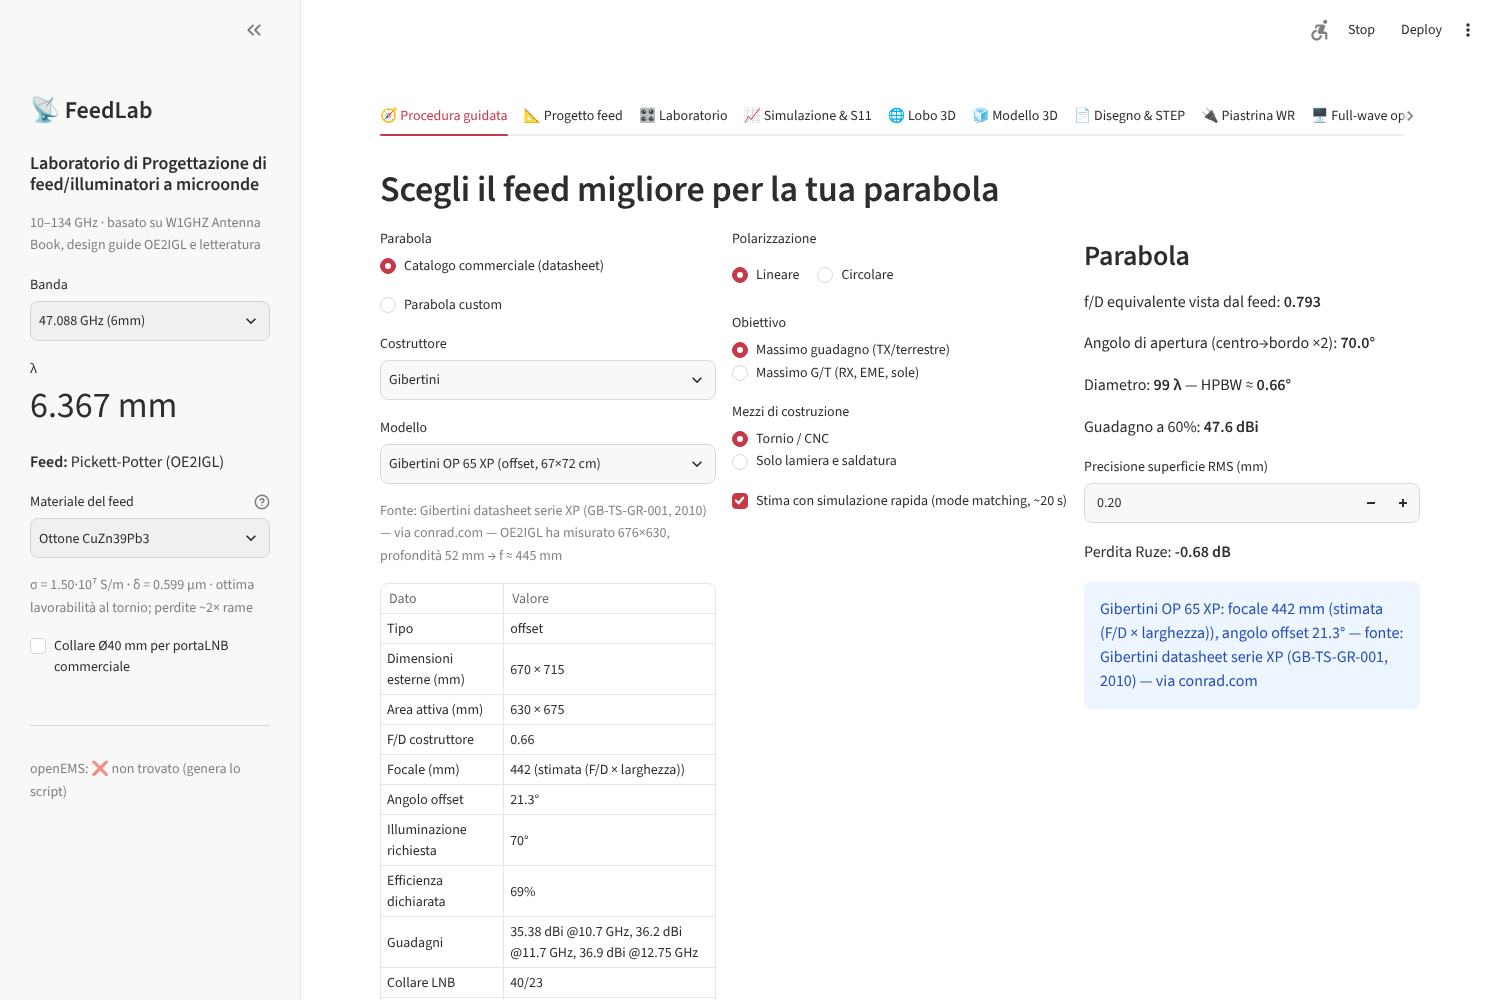 FeedLab
Laboratorio di Progettazione di
feed/illuminatori a microonde
10–134 GHz · basato su W1GHZ Antenna
Book, design guide OE2IGL e letteratura
Banda
47.088 GHz (6mm)
λ
6.367 mm
Feed: Pickett-Potter (OE2IGL)
Materiale del feed
Ottone CuZn39Pb3
σ = 1.50·10⁷ S/m · δ = 0.599 µm · ottima
lavorabilità al tornio; perdite ~2× rame
Collare Ø40 mm per portaLNB
commerciale
openEMS: ❌ non trovato (genera lo
script)
Stop
Deploy
Procedura guidata
Progetto feed
Laboratorio
Simulazione & S11
Lobo 3D
Modello 3D
Disegno & STEP
Piastrina WR
Full-wave op
Scegli il feed migliore per la tua parabola
Parabola
Catalogo commerciale (datasheet)
Parabola custom
Costruttore
Gibertini
Modello
Gibertini OP 65 XP (offset, 67×72 cm)
Fonte: Gibertini datasheet serie XP (GB-TS-GR-001, 2010)
— via conrad.com — OE2IGL ha misurato 676×630,
profondità 52 mm → f ≈ 445 mm
Dato Valore
Tipo offset
Dimensioni
esterne (mm) 670 × 715
Area attiva (mm) 630 × 675
F/D costruttore 0.66
Focale (mm) 442 (stimata (F/D × larghezza))
Angolo offset 21.3°
Illuminazione
richiesta 70°
Efficienza
dichiarata 69%
Guadagni 35.38 dBi @10.7 GHz, 36.2 dBi
@11.7 GHz, 36.9 dBi @12.75 GHz
Collare LNB 40/23
Polarizzazione
Lineare
Circolare
Obiettivo
Massimo guadagno (TX/terrestre)
Massimo G/T (RX, EME, sole)
Mezzi di costruzione
Tornio / CNC
Solo lamiera e saldatura
Stima con simulazione rapida (mode matching, ~20 s)
Parabola
f/D equivalente vista dal feed: 0.793
Angolo di apertura (centro→bordo ×2): 70.0°
Diametro: 99 λ — HPBW ≈ 0.66°
Guadagno a 60%: 47.6 dBi
Precisione superficie RMS (mm)
0.20
Perdita Ruze: -0.68 dB
Gibertini OP 65 XP: focale 442 mm (stimata
(F/D × larghezza)), angolo offset 21.3° — fonte:
Gibertini datasheet serie XP (GB-TS-GR-001,
2010) — via conrad.com